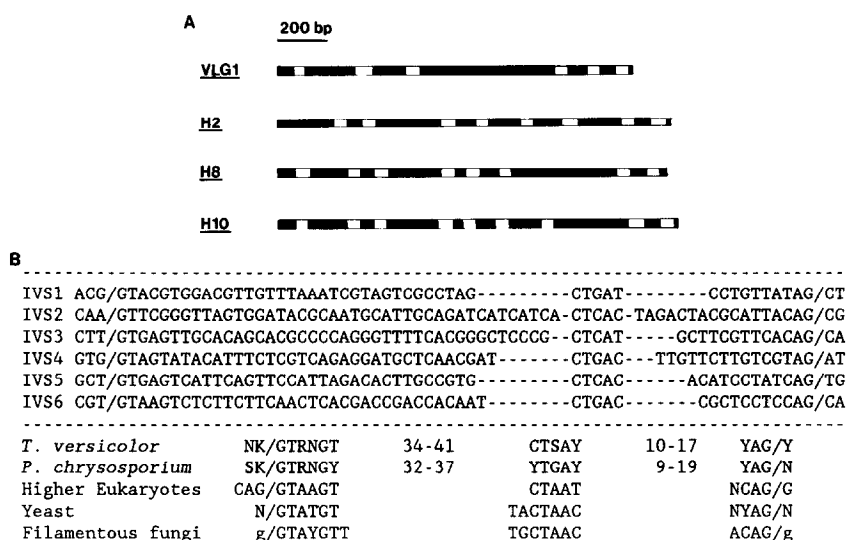 A
200 bp
VLG1
H2
H8
H10
B
IVS1 ACG/GTACGTGGACGTTGTTTAAATCGTAGTCGCCTAG---------CTGAT--------CCTGTTATAG/CT
IVS2 CAA/GTTCGGGTTAGTGGATACGCAATGCATTGCAGATCATCATCA-CTCAC-TAGACTACGCATTACAG/CG
IVS3 CTT/GTGAGTTGCACAGCACGCCCCAGGGTTTTCACGGGCTCCCG--CTGAT-----GCTTCGTTCACAG/CA
IVS4 GTG/GTAGTATACATTTCTCGTCAGAGGATGCTCAACGAT-------CTGAC---TTGTTCTTGTCGTAG/AT
IVS5 GCT/GTGAGTCATTCAGTTCCATTAGACACTTGCCGTG---------CTCAC------ACATCCTATCAG/TG
IVS6 CGT/GTAAGTCTCTTCTTCAACTCACGACCGACCACAAT--------CTGAC-------CGCTCCTCCAG/CA
T. versicolor NK/GTRNGT 34-41 CTSAY 10-17 YAG/Y
P. chrysosporium SK/GTRNGY 32-37 YTGAY 9-19 YAG/N
Higher Eukaryotes CAG/GTAAGT CTAAT NCAG/G
Yeast N/GTATGT TACTAAC NYAG/N
Filamentous fungi g/GTAYGTT TGCTAAC ACAG/g